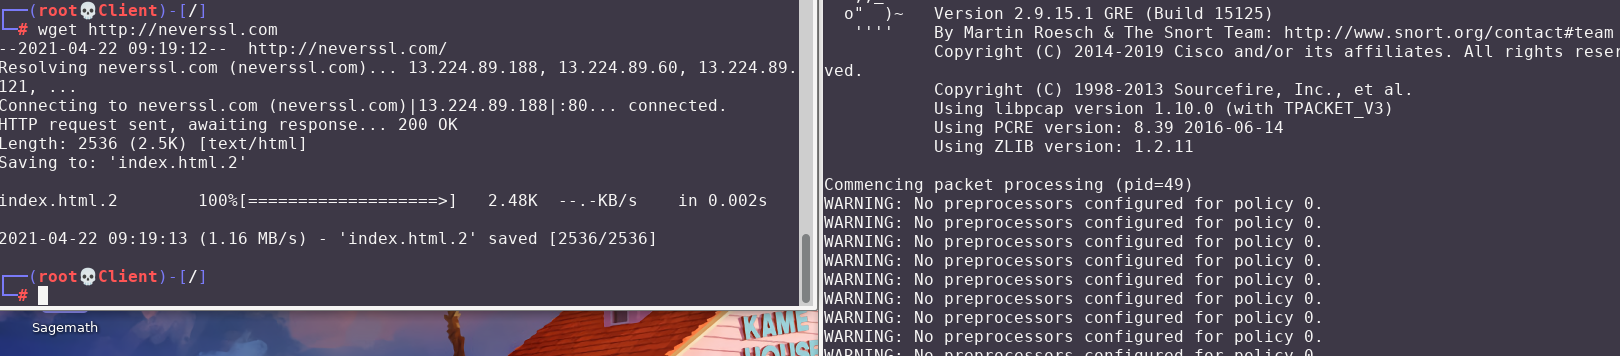 (root💀Client)-[/]
# wget http://neverssl.com
--2021-04-22 09:19:12--  http://neverssl.com/
Resolving neverssl.com (neverssl.com)... 13.224.89.188, 13.224.89.60, 13.224.89.
121, ...
Connecting to neverssl.com (neverssl.com)|13.224.89.188|:80... connected.
HTTP request sent, awaiting response... 200 OK
Length: 2536 (2.5K) [text/html]
Saving to: 'index.html.2'
index.html.2        100%[===================>]   2.48K  --.-KB/s    in 0.002s
2021-04-22 09:19:13 (1.16 MB/s) - 'index.html.2' saved [2536/2536]
(root💀Client)-[/]
#
Sagemath
KAME
HOUSE
o"  )~   Version 2.9.15.1 GRE (Build 15125)
''''    By Martin Roesch & The Snort Team: http://www.snort.org/contact#team
Copyright (C) 2014-2019 Cisco and/or its affiliates. All rights reser
ved.
Copyright (C) 1998-2013 Sourcefire, Inc., et al.
Using libpcap version 1.10.0 (with TPACKET_V3)
Using PCRE version: 8.39 2016-06-14
Using ZLIB version: 1.2.11
Commencing packet processing (pid=49)
WARNING: No preprocessors configured for policy 0.
WARNING: No preprocessors configured for policy 0.
WARNING: No preprocessors configured for policy 0.
WARNING: No preprocessors configured for policy 0.
WARNING: No preprocessors configured for policy 0.
WARNING: No preprocessors configured for policy 0.
WARNING: No preprocessors configured for policy 0.
WARNING: No preprocessors configured for policy 0.
WARNING: No preprocessors configured for policy 0.